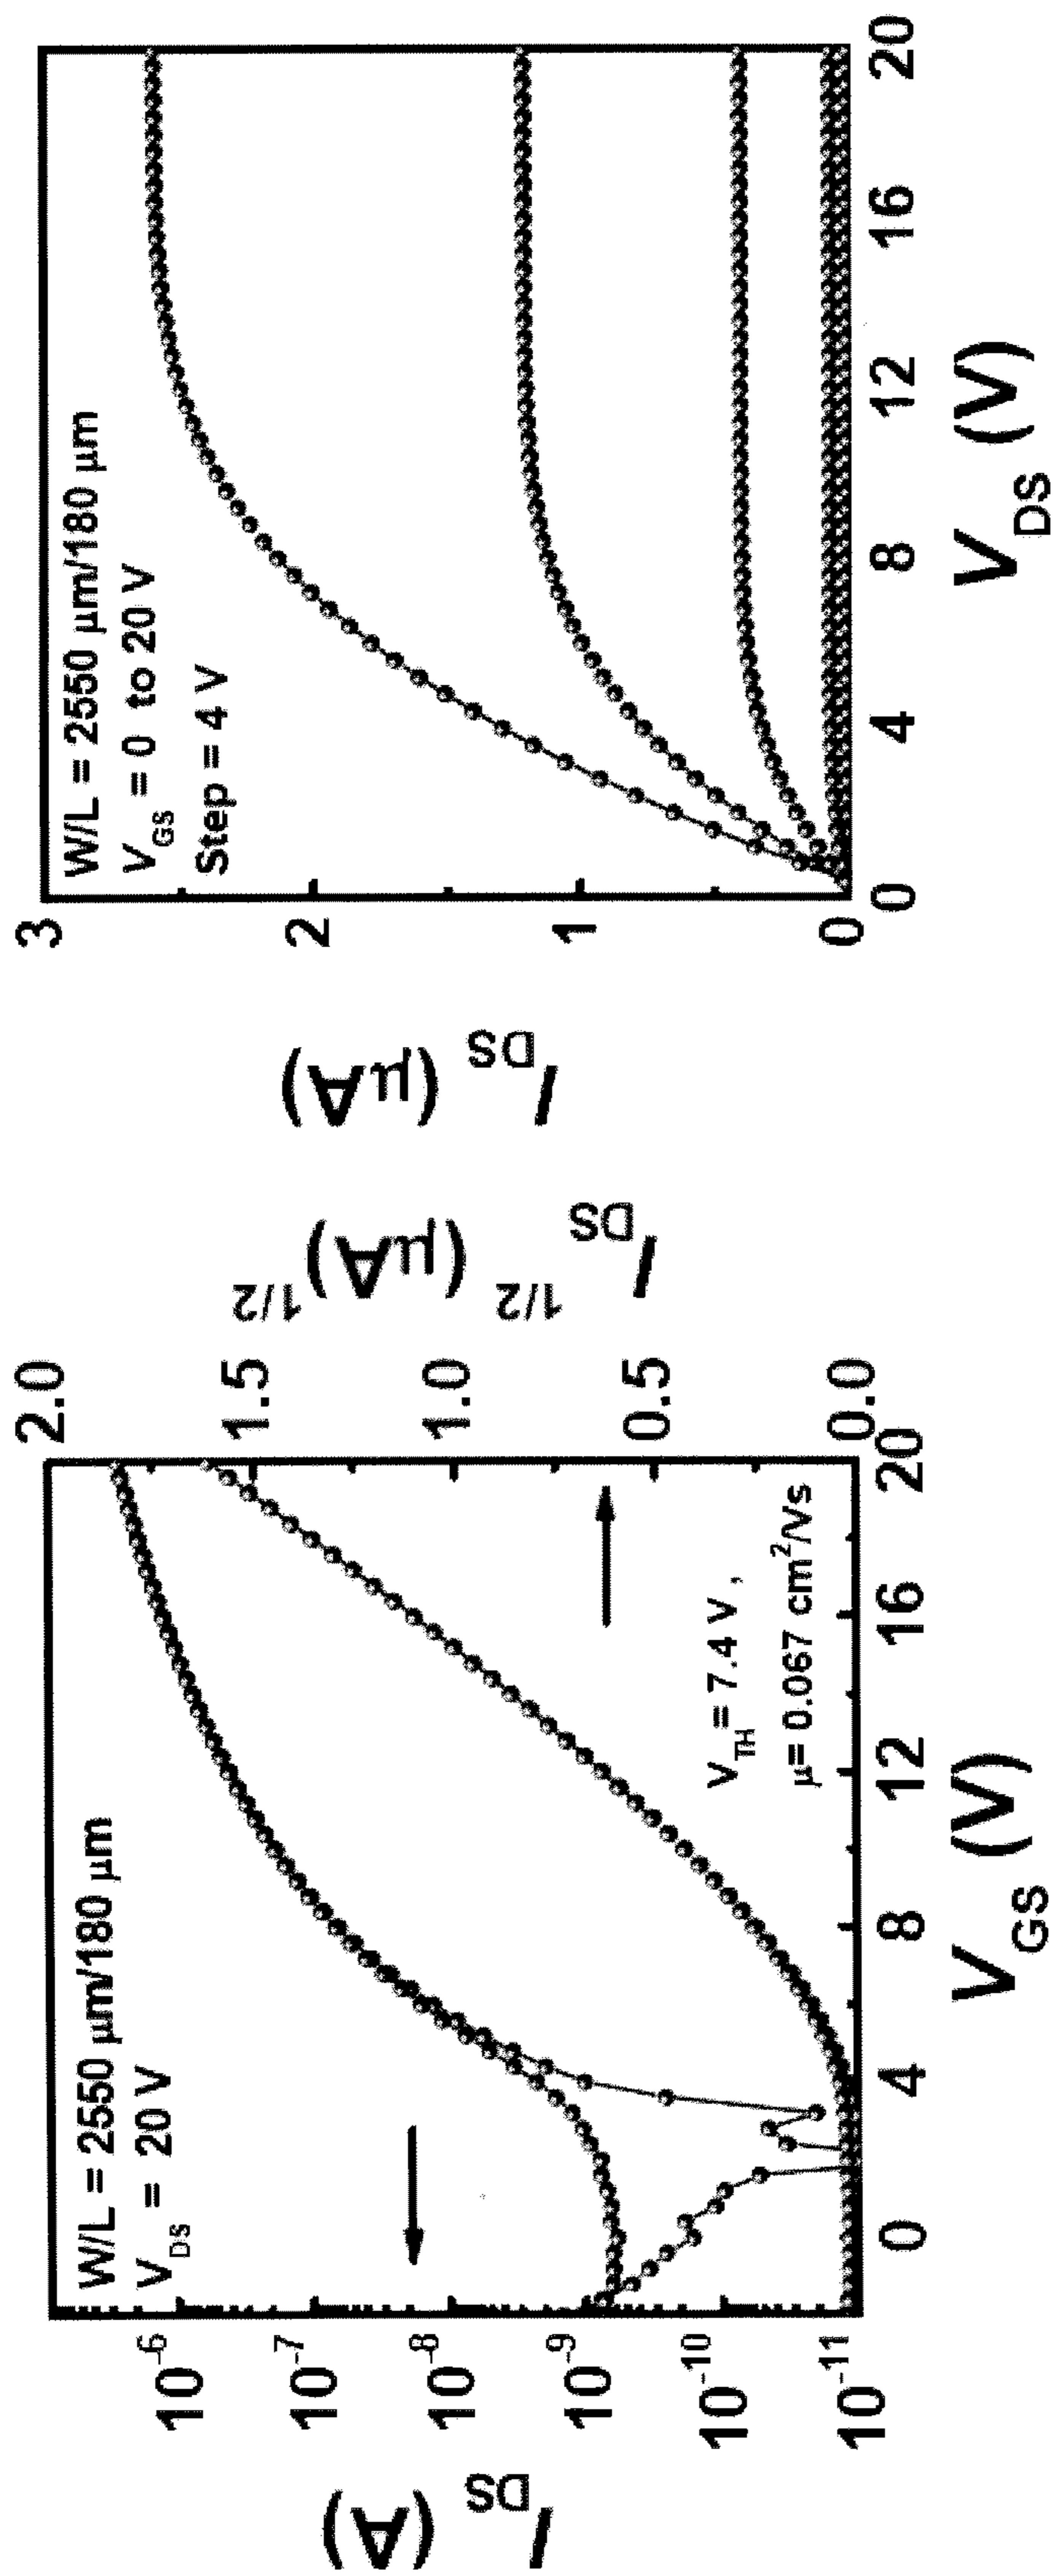 W/L = 2550 μm/180 μm
V_DS = 20 V
V_TH = 7.4 V ,
μ= 0.067 cm²/Vs
10⁻⁶
10⁻⁷
10⁻⁸
10⁻⁹
10⁻¹⁰
10⁻¹¹
I_DS (A)
0 4 8 12 16 20
V_GS (V)
2.0
1.5
1.0
0.5
0.0
I_DS^1/2 (μA)^1/2
W/L = 2550 μm/180 μm
V_GS = 0 to 20 V
Step = 4 V
3
2
1
0
I_DS (μA)
0 4 8 12 16 20
V_DS (V)